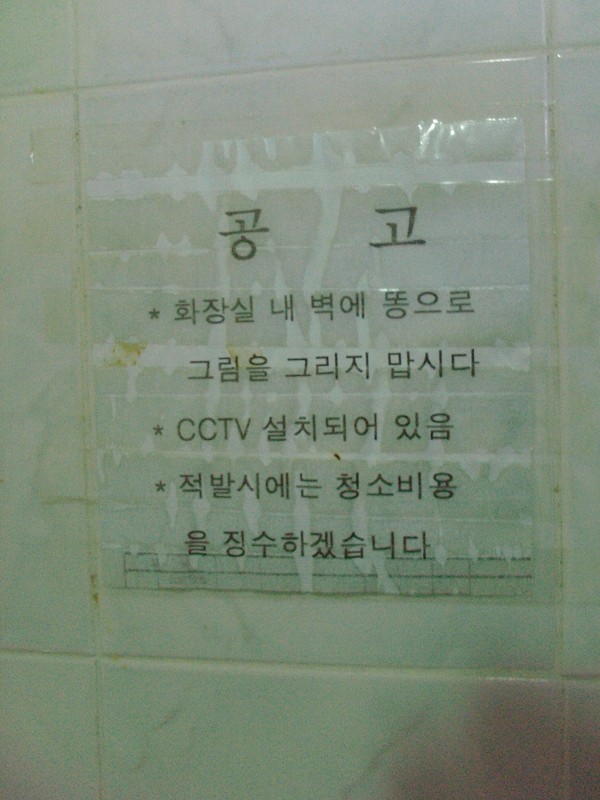 공 고
* 화장실 내 벽에 똥으로
그림을 그리지 맙시다
* CCTV 설치되어 있음
* 적발시에는 청소비용
을 징수하겠습니다